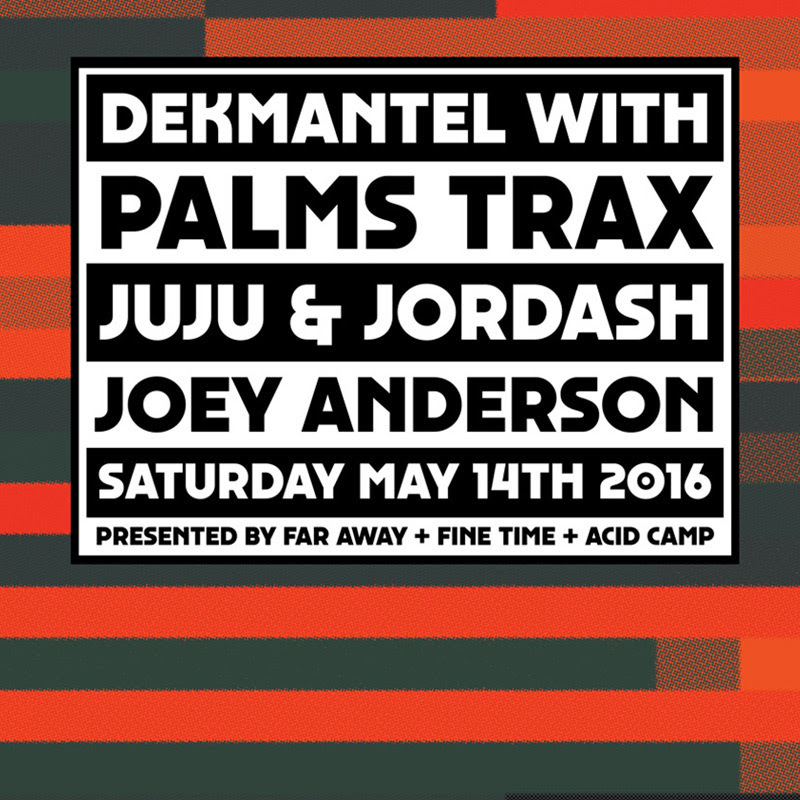 DEKMANTEL WITH
PALMS TRAX
JUJU & JORDASH
JOEY ANDERSON
SATURDAY MAY 14TH 2016
PRESENTED BY FAR AWAY + FINE TIME + ACID CAMP